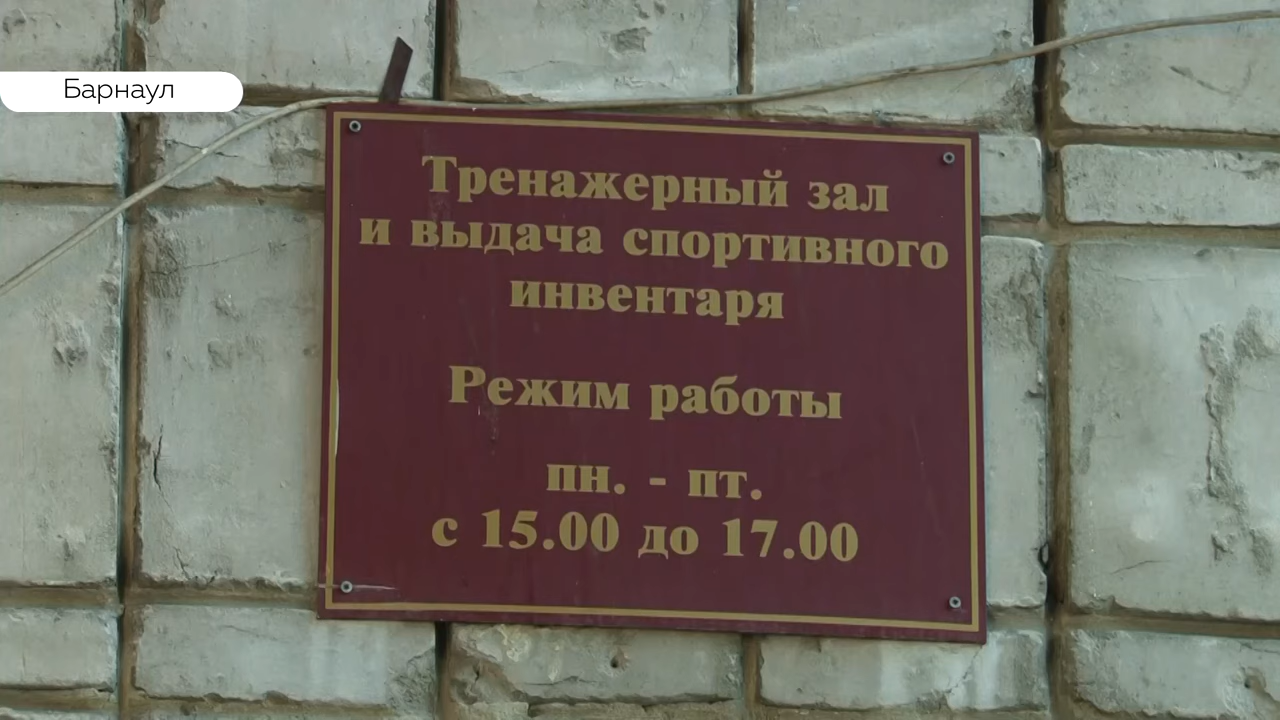 Барнаул
Тренажерный зал
и выдача спортивного
инвентаря
Режим работы
пн. - пт.
с 15.00 до 17.00